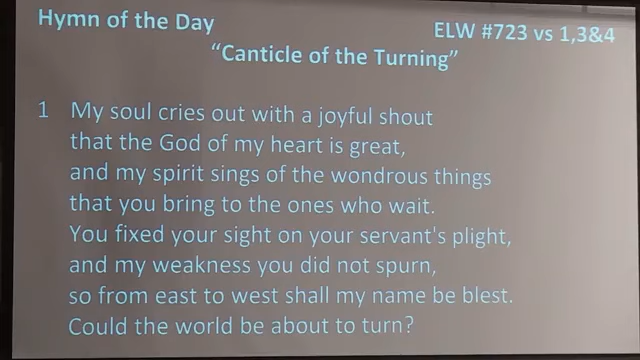 Hymn of the Day
ELW #723 vs 1,3&4
“Canticle of the Turning”
1 My soul cries out with a joyful shout
that the God of my heart is great,
and my spirit sings of the wondrous things
that you bring to the ones who wait.
You fixed your sight on your servant's plight,
and my weakness you did not spurn,
so from east to west shall my name be blest.
Could the world be about to turn?